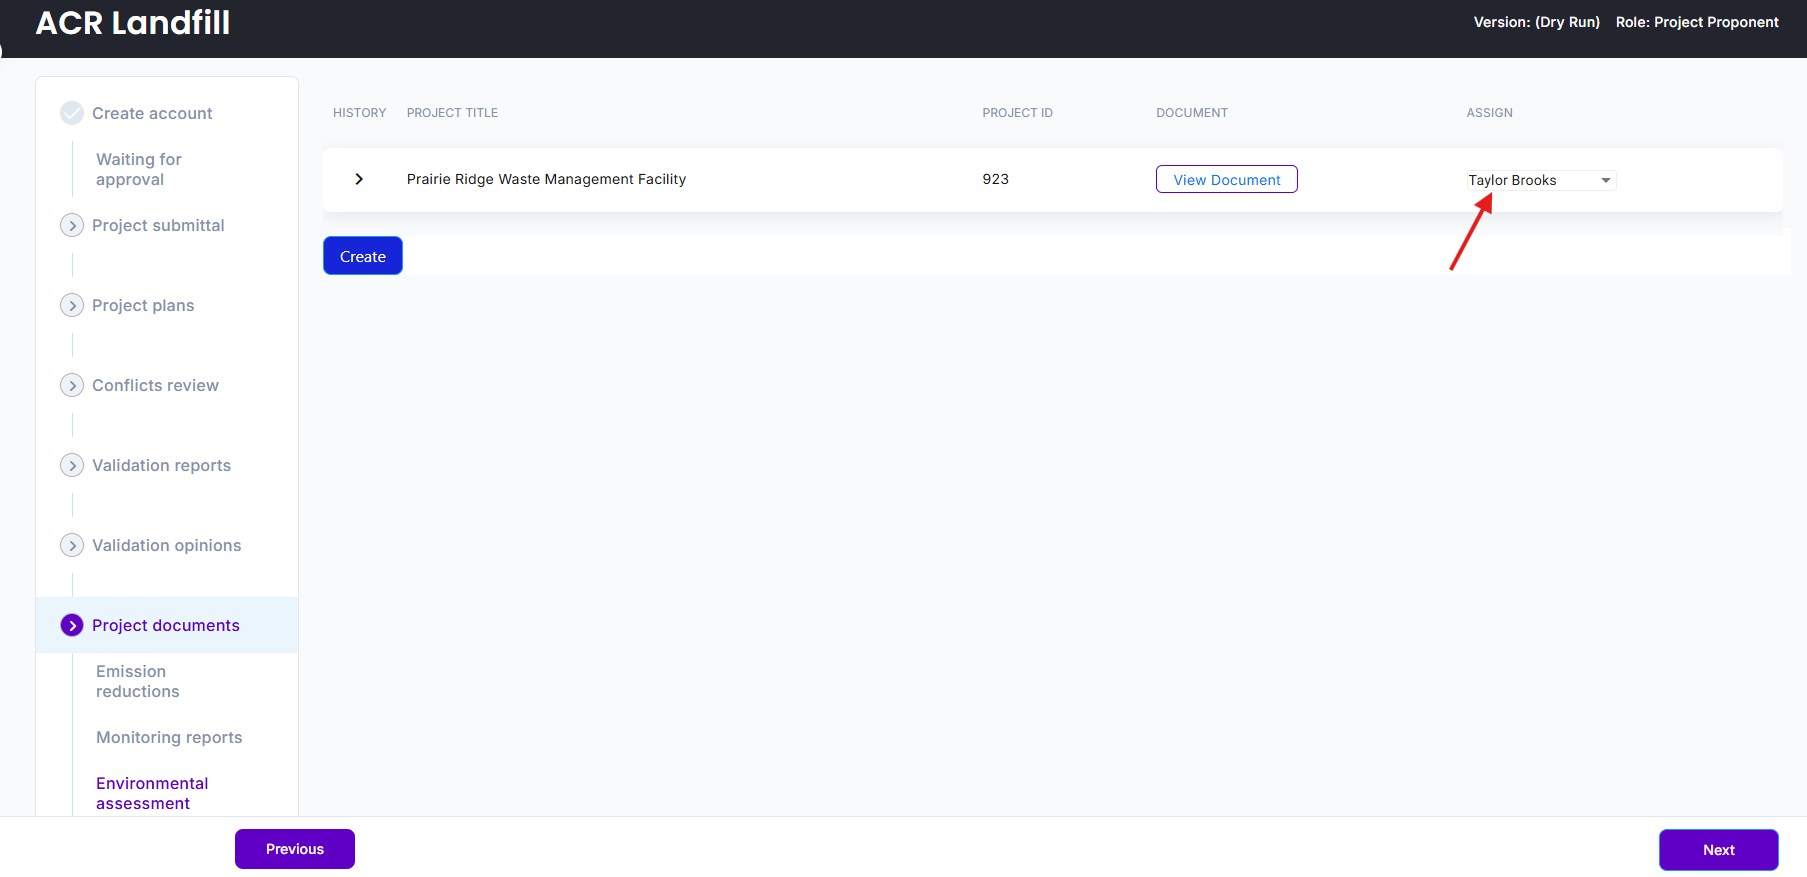 ACR Landfill
Version: (Dry Run) Role: Project Proponent
Create account
Waiting for
approval
Project submittal
Project plans
Conflicts review
Validation reports
Validation opinions
Project documents
Emission
reductions
Monitoring reports
Environmental
assessment
HISTORY PROJECT TITLE PROJECT ID DOCUMENT ASSIGN
Prairie Ridge Waste Management Facility 923 View Document Taylor Brooks
Create
Previous
Next